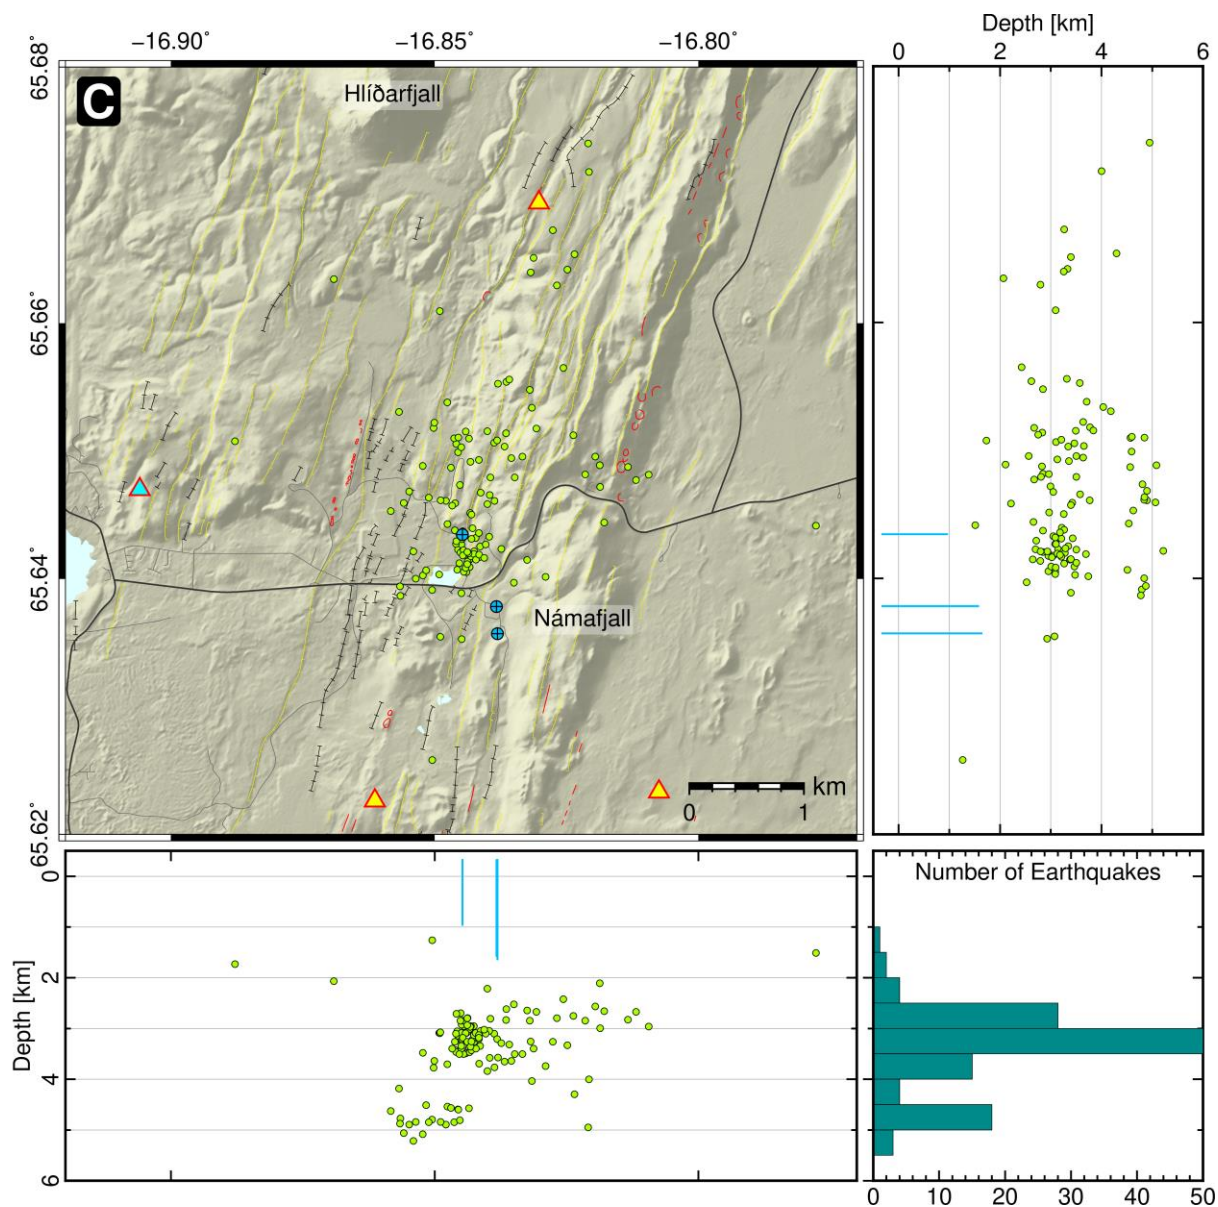 Depth [km]
−16.90˚ −16.85˚ −16.80˚
0 2 4 6
65.68˚
C
Hlíðarfjall
65.66˚
65.64˚
Námafjall
km
0 1
65.62˚
Number of Earthquakes
0
2
4
6
Depth [km]
0 10 20 30 40 50